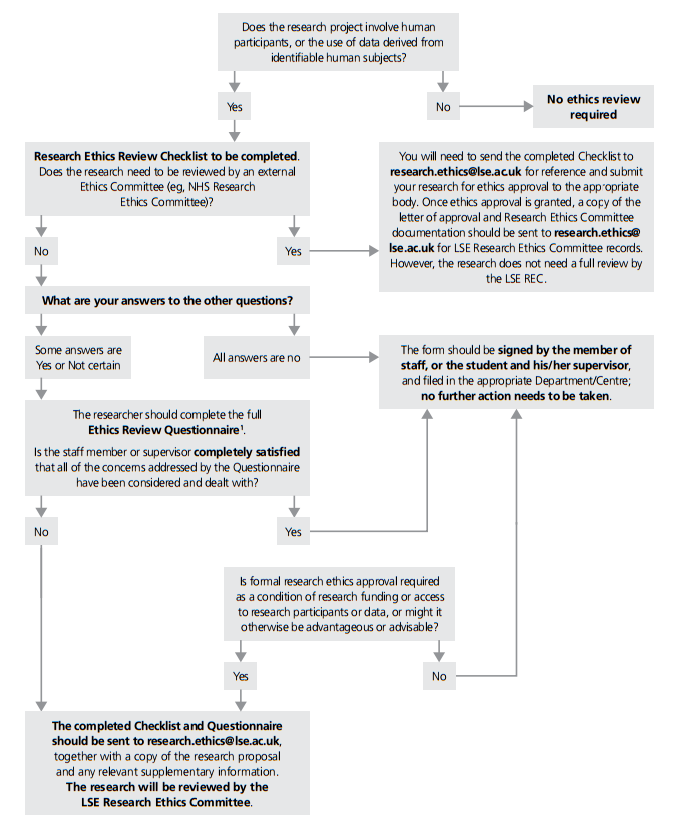 Does the research project involve human
participants, or the use of data derived from
identifiable human subjects?
Yes
No
No ethics review
required
Research Ethics Review Checklist to be completed.
Does the research need to be reviewed by an external
Ethics Committee (eg, NHS Research
Ethics Committee)?
You will need to send the completed Checklist to
research.ethics@lse.ac.uk for reference and submit
your research for ethics approval to the appropriate
body. Once ethics approval is granted, a copy of the
letter of approval and Research Ethics Committee
documentation should be sent to research.ethics@
lse.ac.uk for LSE Research Ethics Committee records.
However, the research does not need a full review by
the LSE REC.
No
Yes
What are your answers to the other questions?
Some answers are
Yes or Not certain
All answers are no
The form should be signed by the member of
staff, or the student and his/her supervisor,
and filed in the appropriate Department/Centre;
no further action needs to be taken.
The researcher should complete the full
Ethics Review Questionnaire¹.
Is the staff member or supervisor completely satisfied
that all of the concerns addressed by the Questionnaire
have been considered and dealt with?
No
Yes
Is formal research ethics approval required
as a condition of research funding or access
to research participants or data, or might it
otherwise be advantageous or advisable?
Yes
No
The completed Checklist and Questionnaire
should be sent to research.ethics@lse.ac.uk,
together with a copy of the research proposal
and any relevant supplementary information.
The research will be reviewed by the
LSE Research Ethics Committee.